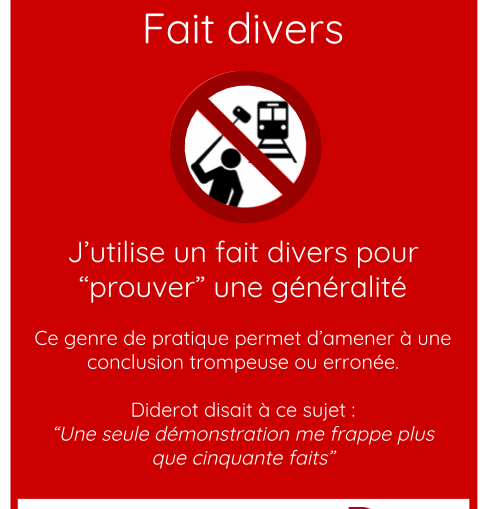 Fait divers
J’utilise un fait divers pour
“prouver” une généralité
Ce genre de pratique permet d’amener à une
conclusion trompeuse ou erronée.
Diderot disait à ce sujet :
“Une seule démonstration me frappe plus
que cinquante faits”